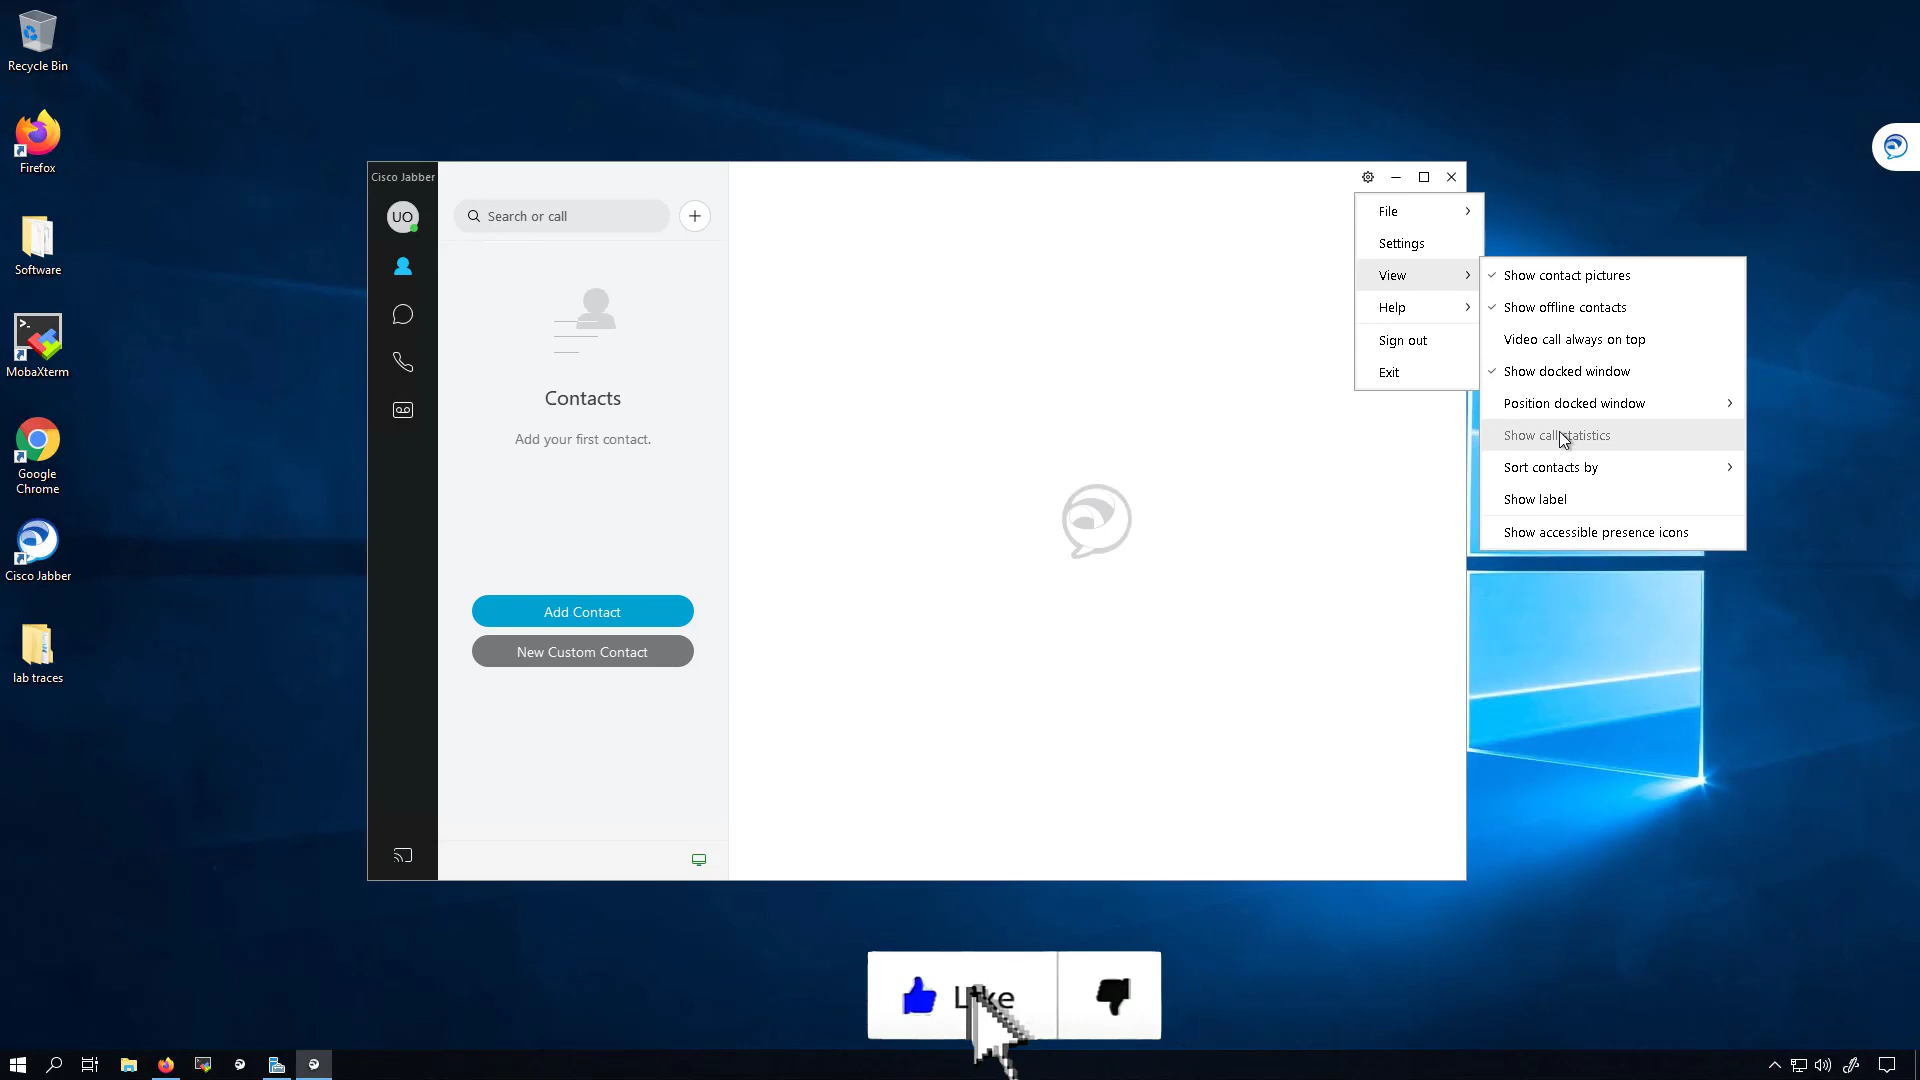 Recycle Bin
Firefox
Software
MobaXterm
Google
Chrome
Cisco Jabber
lab traces
Cisco Jabber
UO
Search or call
Contacts
Add your first contact.
Add Contact
New Custom Contact
File
Settings
View
Help
Sign out
Exit
Show contact pictures
Show offline contacts
Video call always on top
Show docked window
Position docked window
Show call statistics
Sort contacts by
Show label
Show accessible presence icons
Like